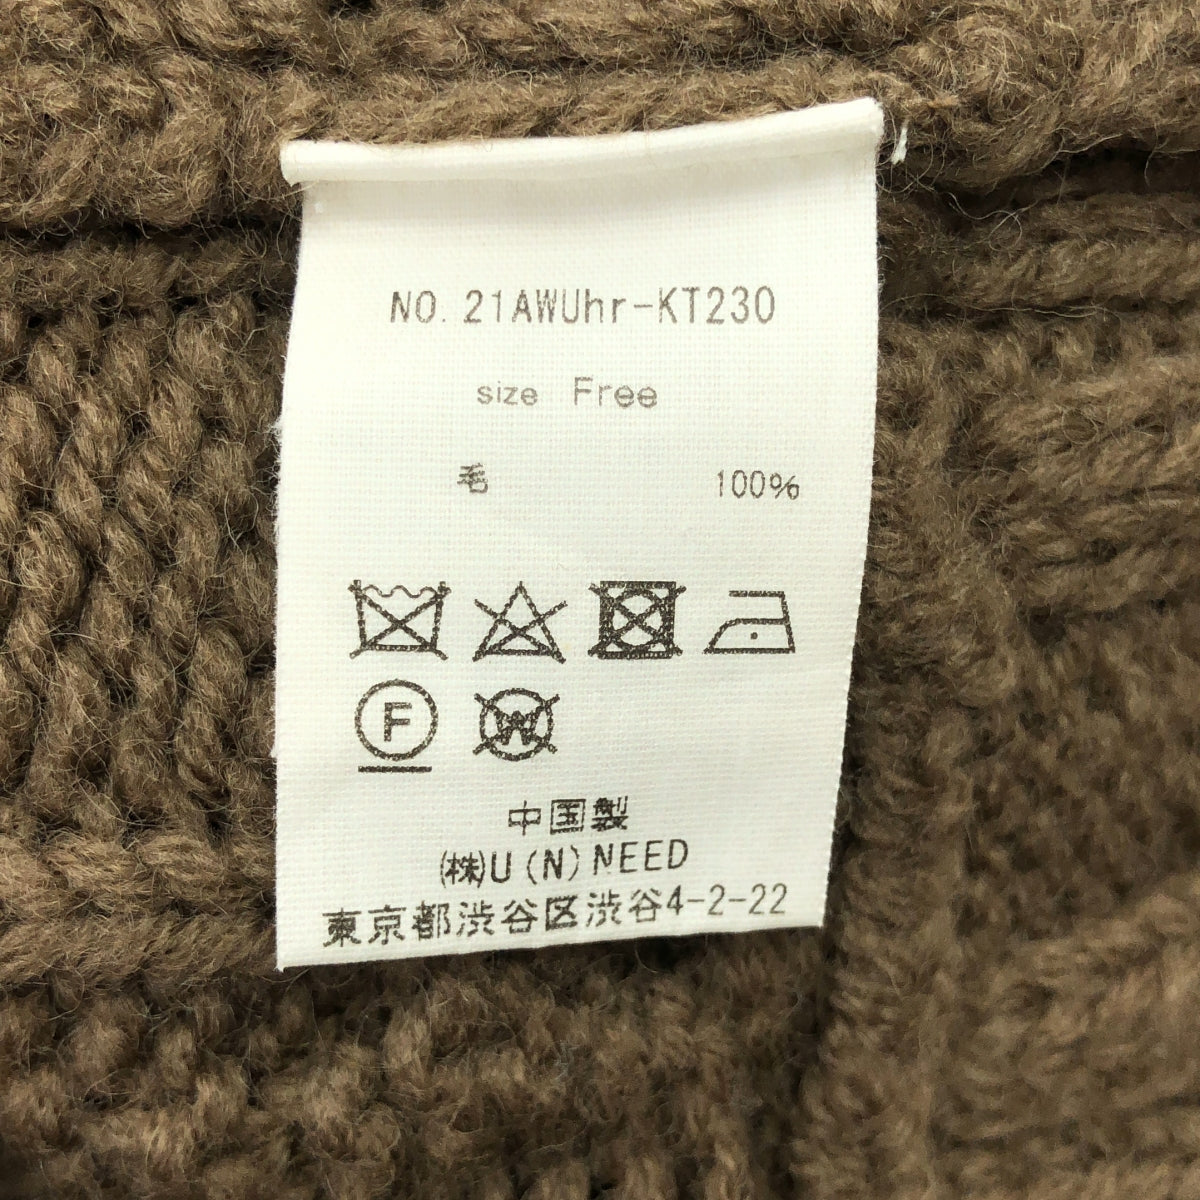 NO. 21AWUhr-KT230
size Free
毛 100%
F
W
中国製
㈱U(N)NEED
東京都渋谷区渋谷4-2-22